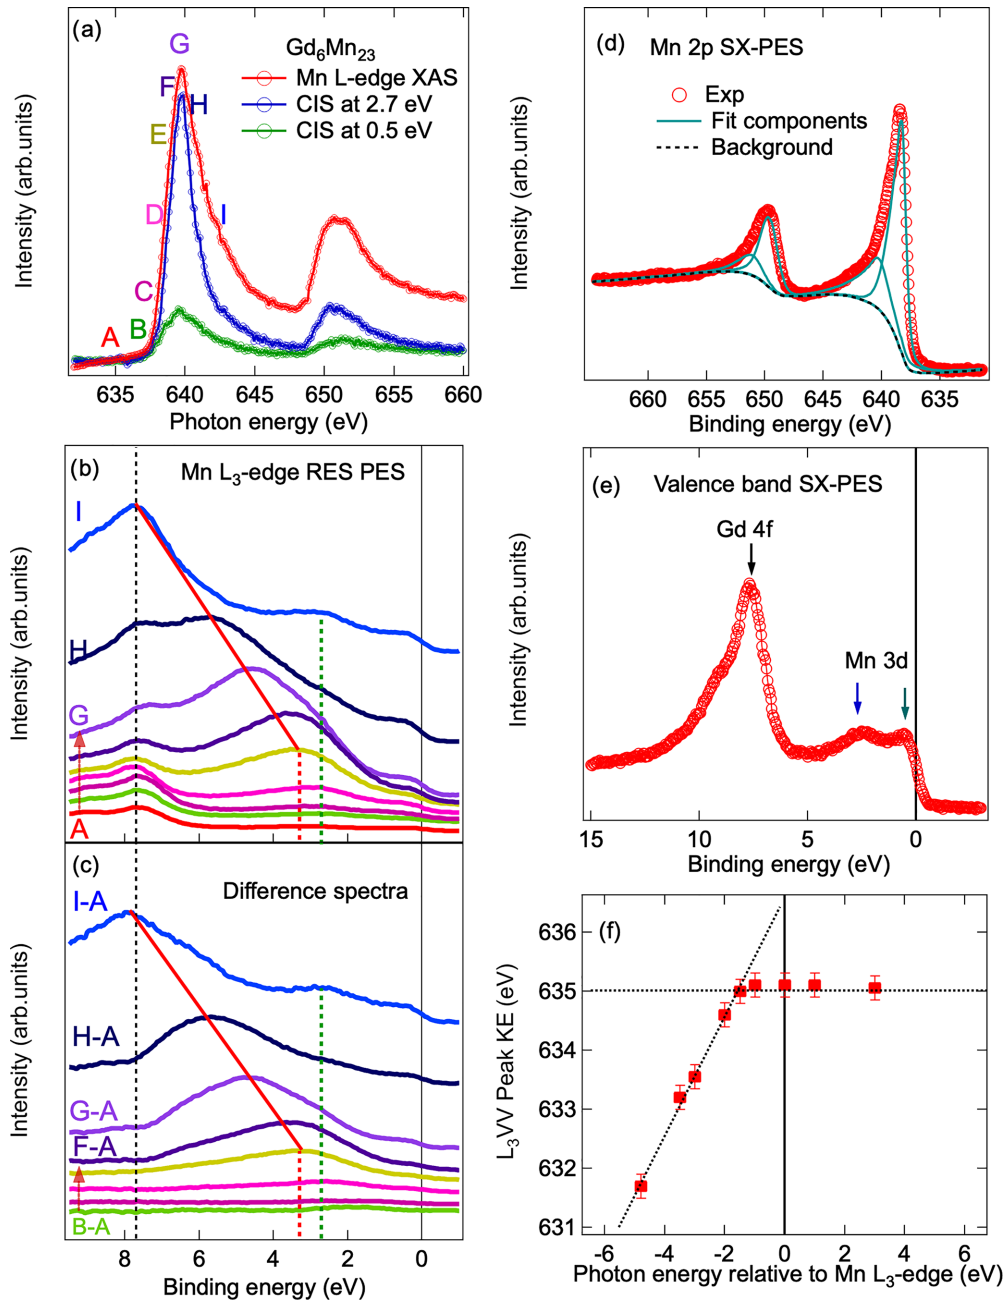 (a)
G
Gd6Mn23
Mn L-edge XAS
CIS at 2.7 eV
CIS at 0.5 eV
F
H
E
D
I
C
B
A
Intensity (arb.units)
635 640 645 650 655 660
Photon energy (eV)
(d)
Mn 2p SX-PES
Exp
Fit components
Background
Intensity (arb.units)
660 655 650 645 640 635
Binding energy (eV)
(b)
Mn L3-edge RES PES
I
H
G
A
Intensity (arb.units)
(c)
Difference spectra
I-A
H-A
G-A
F-A
B-A
Intensity (arb.units)
8 6 4 2 0
Binding energy (eV)
(e)
Valence band SX-PES
Gd 4f
Mn 3d
Intensity (arb.units)
15 10 5 0
Binding energy (eV)
(f)
636
635
634
633
632
631
L3VV Peak KE (eV)
-6 -4 -2 0 2 4 6
Photon energy relative to Mn L3-edge (eV)